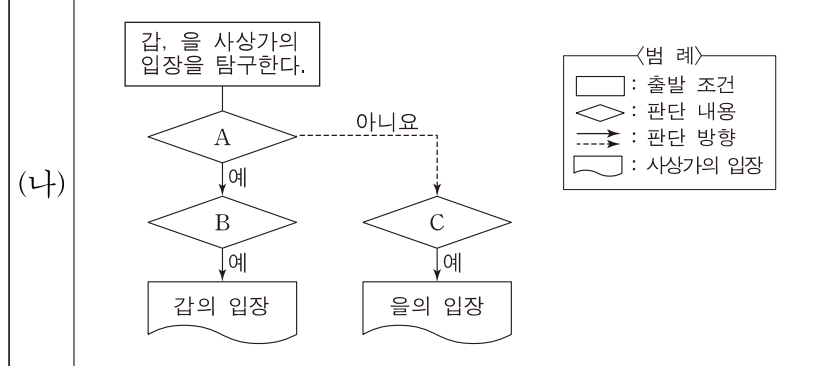 (나)
갑, 을 사상가의
입장을 탐구한다.
A
아니요
예
B
C
예
예
갑의 입장
을의 입장
〈범 례〉
: 출발 조건
: 판단 내용
: 판단 방향
: 사상가의 입장